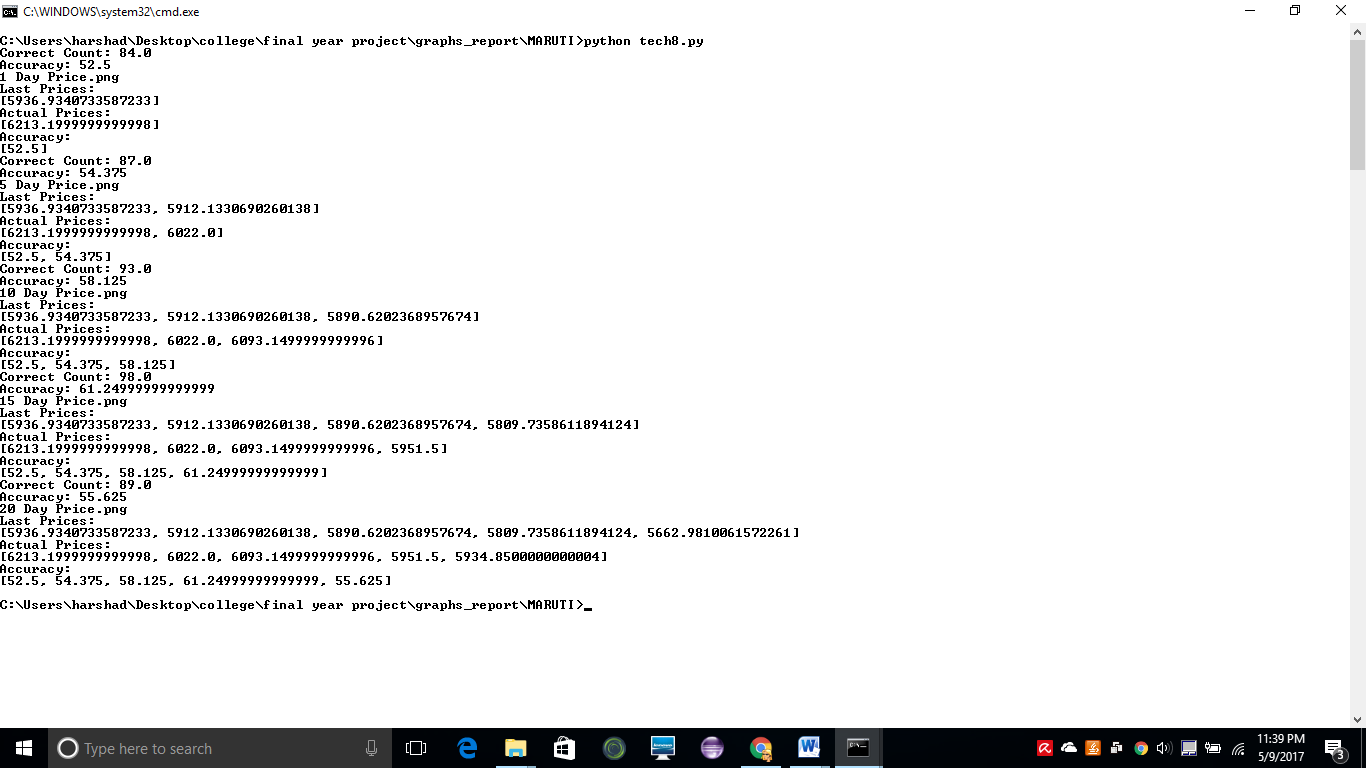 C:\WINDOWS\system32\cmd.exe
C:\Users\harshad\Desktop\college\final year project\graphs_report\MARUTI>python tech8.py
Correct Count: 84.0
Accuracy: 52.5
1 Day Price.png
Last Prices:
[5936.9340733587233]
Actual Prices:
[6213.1999999999998]
Accuracy:
[52.5]
Correct Count: 87.0
Accuracy: 54.375
5 Day Price.png
Last Prices:
[5936.9340733587233, 5912.1330690260138]
Actual Prices:
[6213.1999999999998, 6022.0]
Accuracy:
[52.5, 54.375]
Correct Count: 93.0
Accuracy: 58.125
10 Day Price.png
Last Prices:
[5936.9340733587233, 5912.1330690260138, 5890.6202368957674]
Actual Prices:
[6213.1999999999998, 6022.0, 6093.1499999999996]
Accuracy:
[52.5, 54.375, 58.125]
Correct Count: 98.0
Accuracy: 61.24999999999999
15 Day Price.png
Last Prices:
[5936.9340733587233, 5912.1330690260138, 5890.6202368957674, 5809.7358611894124]
Actual Prices:
[6213.1999999999998, 6022.0, 6093.1499999999996, 5951.5]
Accuracy:
[52.5, 54.375, 58.125, 61.24999999999999]
Correct Count: 89.0
Accuracy: 55.625
20 Day Price.png
Last Prices:
[5936.9340733587233, 5912.1330690260138, 5890.6202368957674, 5809.7358611894124, 5662.9810061572261]
Actual Prices:
[6213.1999999999998, 6022.0, 6093.1499999999996, 5951.5, 5934.8500000000004]
Accuracy:
[52.5, 54.375, 58.125, 61.24999999999999, 55.625]
C:\Users\harshad\Desktop\college\final year project\graphs_report\MARUTI>_
Type here to search
11:39 PM
5/9/2017
3